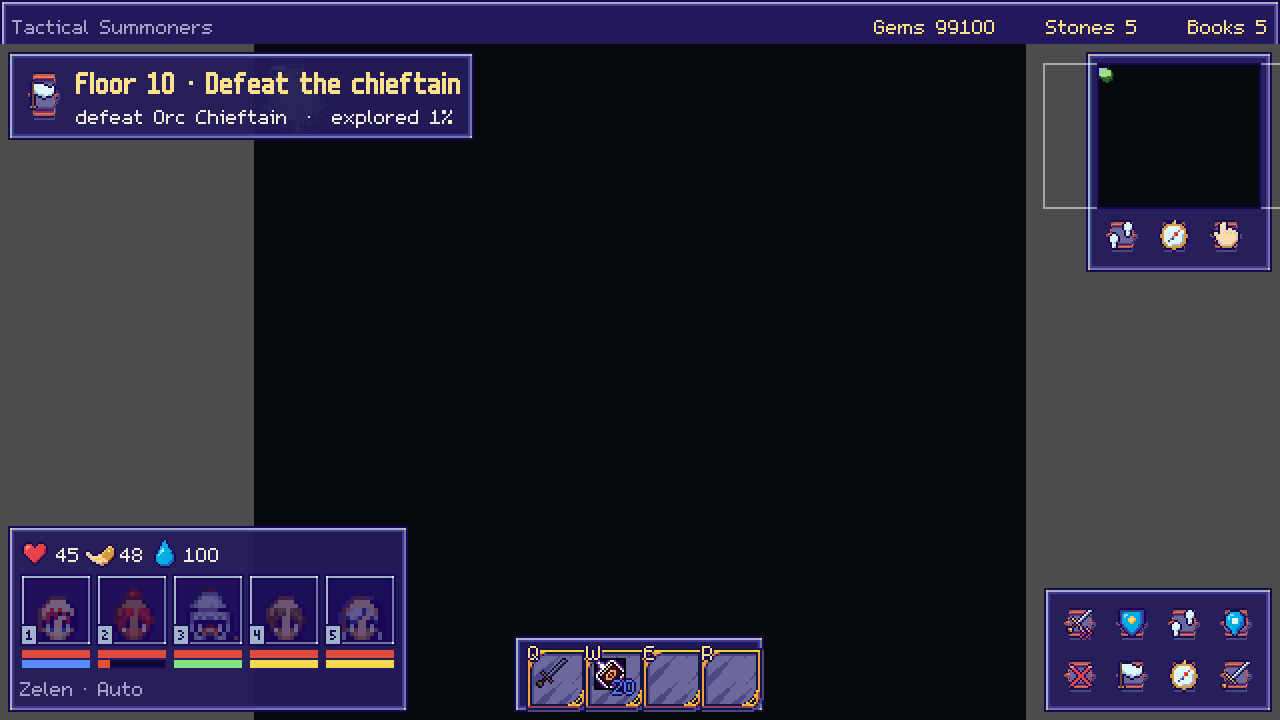 Tactical Summoners
Gems 99100 Stones 5 Books 5
Floor 10 · Defeat the chieftain
defeat Orc Chieftain · explored 1%
45 48 100
1 2 3 4 5
Zelen · Auto
Q W E R
20